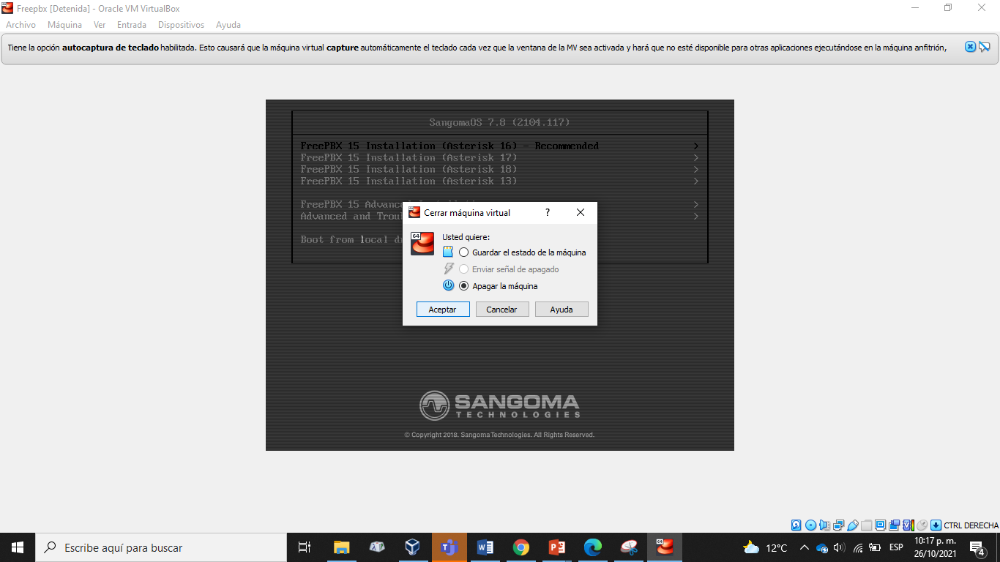 Freepbx [Detenida] - Oracle VM VirtualBox
Archivo Máquina Ver Entrada Dispositivos Ayuda
Tiene la opción autocaptura de teclado habilitada. Esto causará que la máquina virtual capture automáticamente el teclado cada vez que la ventana de la MV sea activada y hará que no esté disponible para otras aplicaciones ejecutándose en la máquina anfitrión,
SangomaOS 7.8 (2104.117)
FreePBX 15 Installation (Asterisk 16) - Recommended >
FreePBX 15 Installation (Asterisk 17) >
FreePBX 15 Installation (Asterisk 18) >
FreePBX 15 Installation (Asterisk 13) >
FreePBX 15 >
Advanced and >
Boot from local
Cerrar máquina virtual ?
64
Usted quiere:
Guardar el estado de la máquina
Enviar señal de apagado
Apagar la máquina
Aceptar Cancelar Ayuda
SANGOMA
TECHNOLOGIES
© Copyright 2018. Sangoma Technologies. All Rights Reserved.
CTRL DERECHA
Escribe aquí para buscar
12°C
ESP
10:17 p. m.
26/10/2021
4